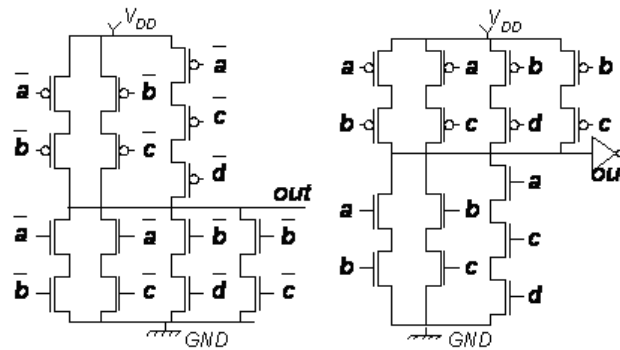 V_DD
a̅
a̅ b̅
c̅
b̅ c̅
d̅
out
a̅ a̅ b̅ b̅
b̅ c̅ d̅ c̅
GND
V_DD
a a b b
b c d c
ou
a
a b
c
b c
d
GND